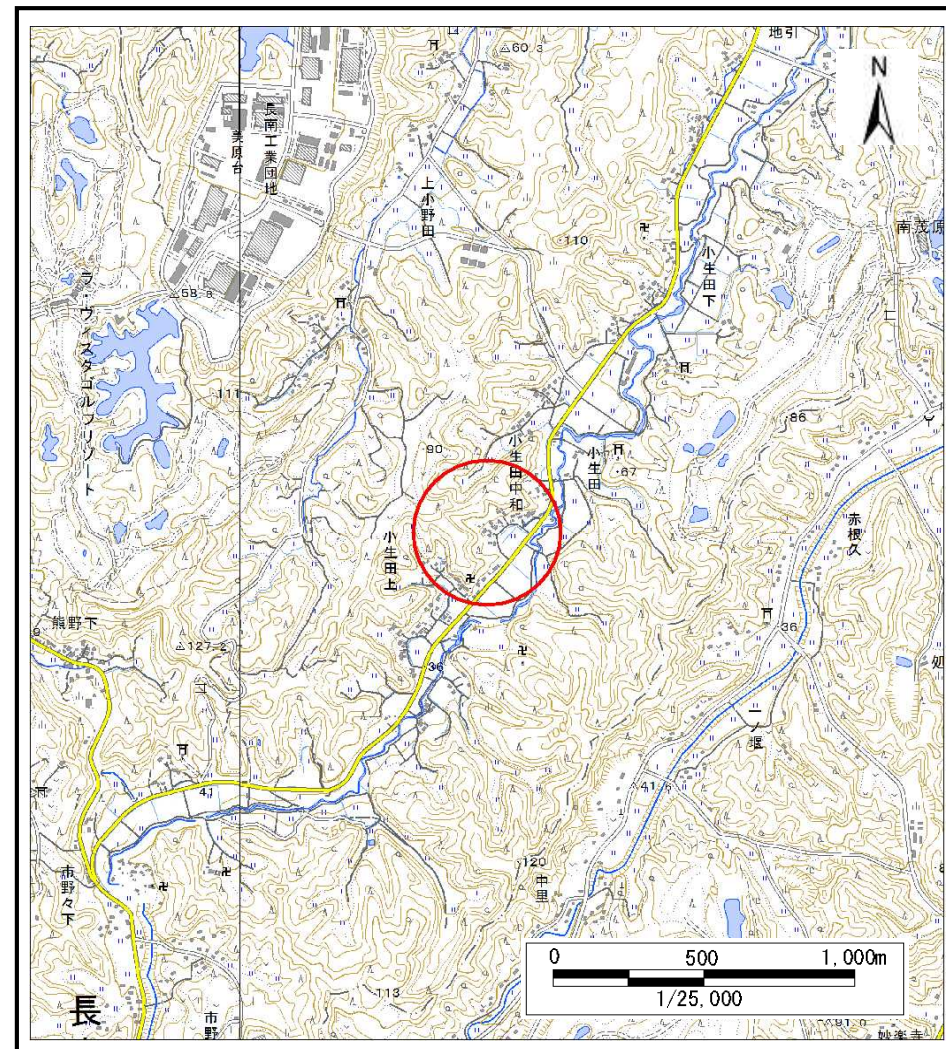 地引
60.3
N
長南工業団地
美原台
上小野田
110
南茂原
小生田下
58.8
ラ・ヴィスタゴルフリゾート
111
86
90
小生田中和
小生田
67
赤根久
小生田上
熊野下
127.2
36
36
一ノ堰
41
41.6
120
中里
市野々下
0 500 1,000m
1/25,000
113
長
市野
91.0
妙楽寺